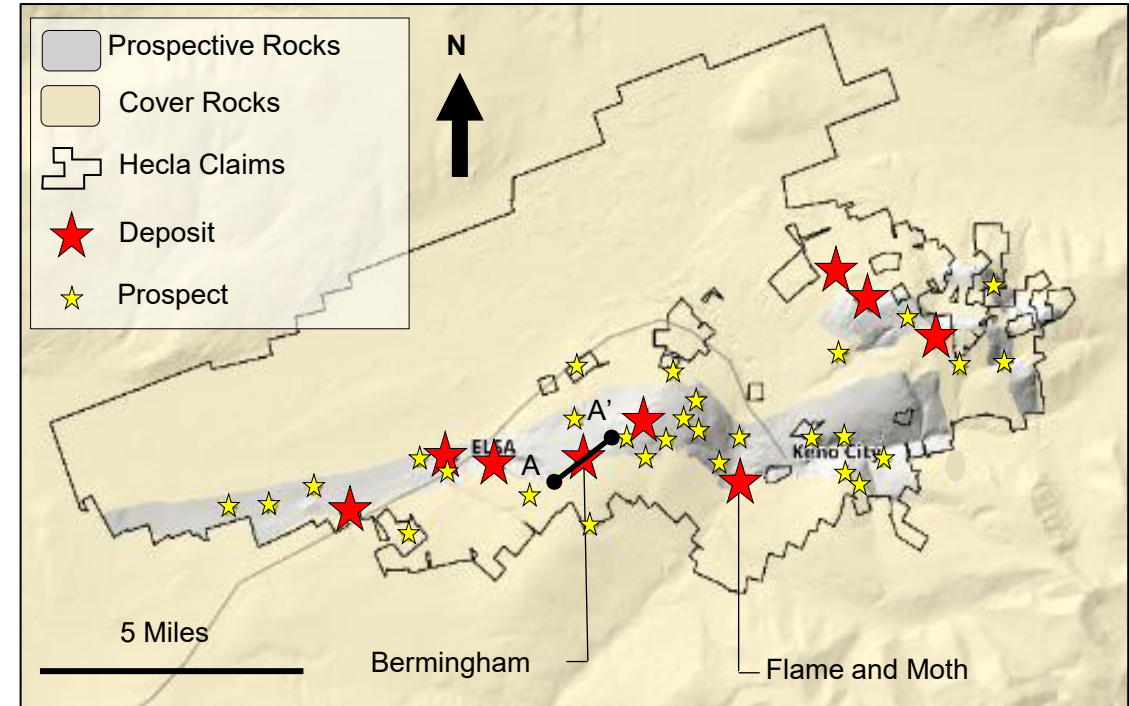 Prospective Rocks
N
Cover Rocks
Hecla Claims
Deposit
Prospect
A'
ELSA
A
Keno City
5 Miles
Bermingham
Flame and Moth